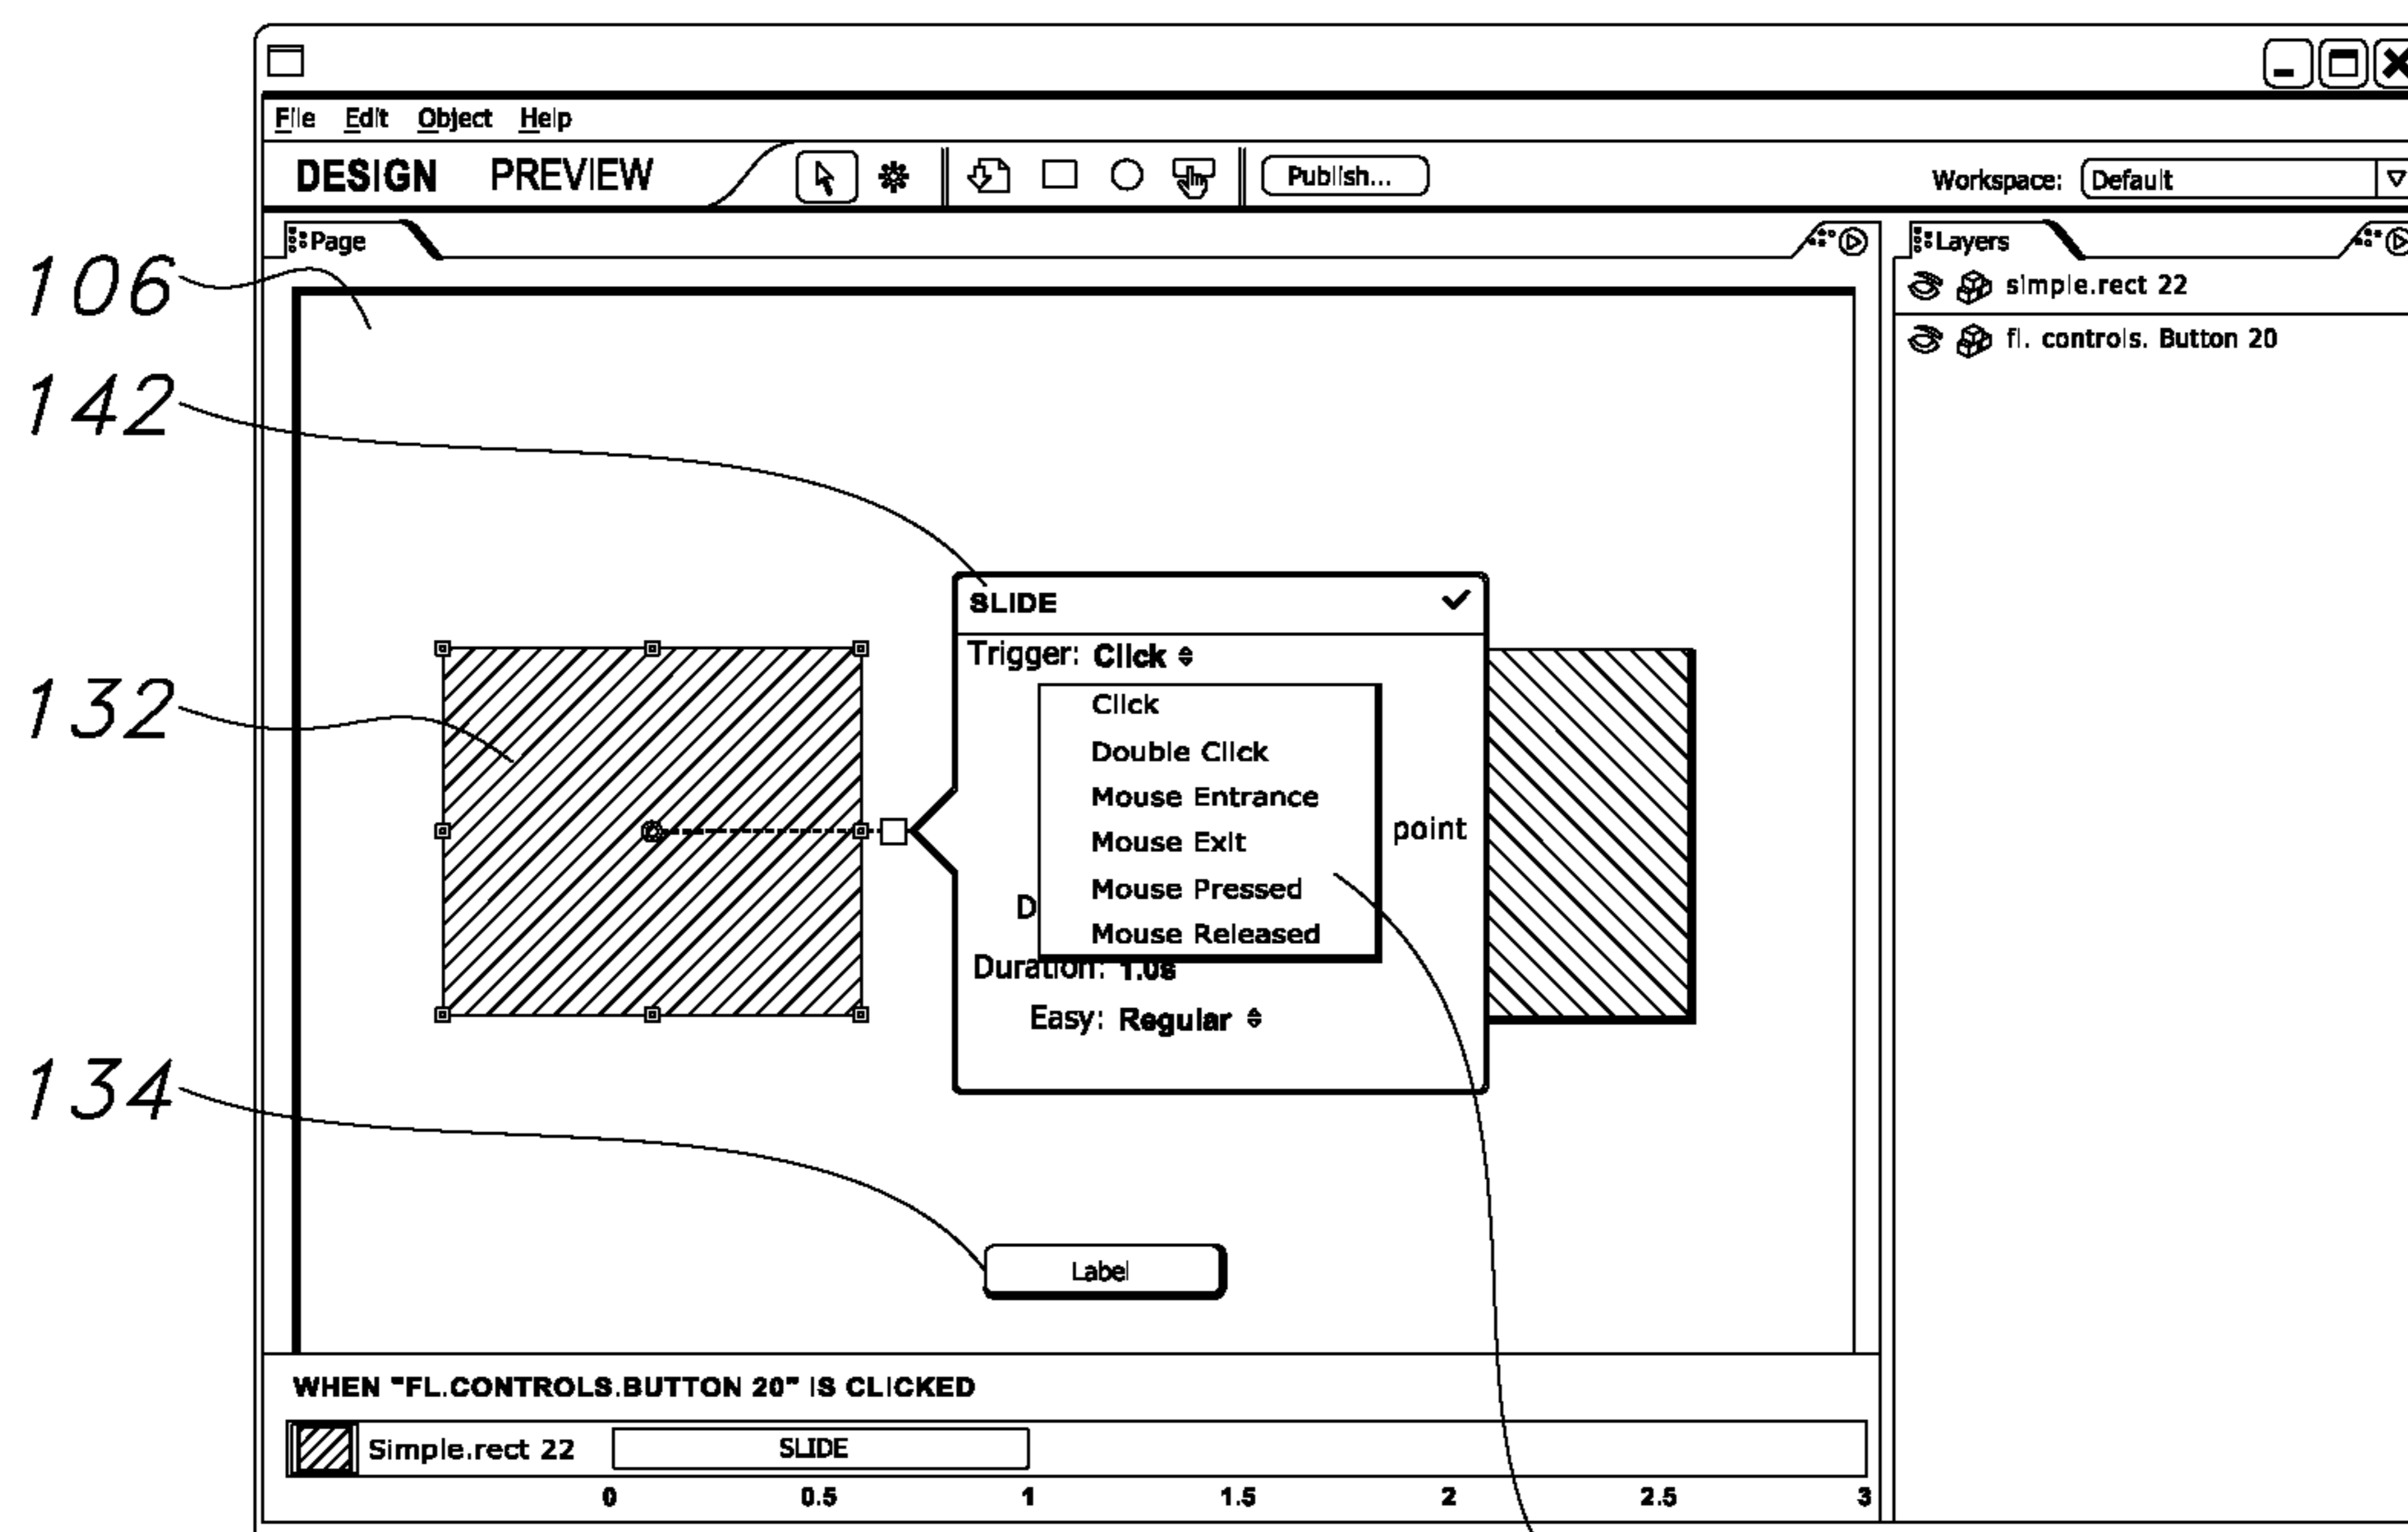 File Edit Object Help
DESIGN PREVIEW Publish... Workspace: Default
Page Layers
106
simple.rect 22
fl. controls. Button 20
142
SLIDE
Trigger: Click
132
Click
Double Click
Mouse Entrance
point
Mouse Exit
Mouse Pressed
D
Mouse Released
Duration: 1.0s
Easy: Regular
134
Label
WHEN "FL.CONTROLS.BUTTON 20" IS CLICKED
Simple.rect 22 SLIDE
0 0.5 1 1.5 2 2.5 3